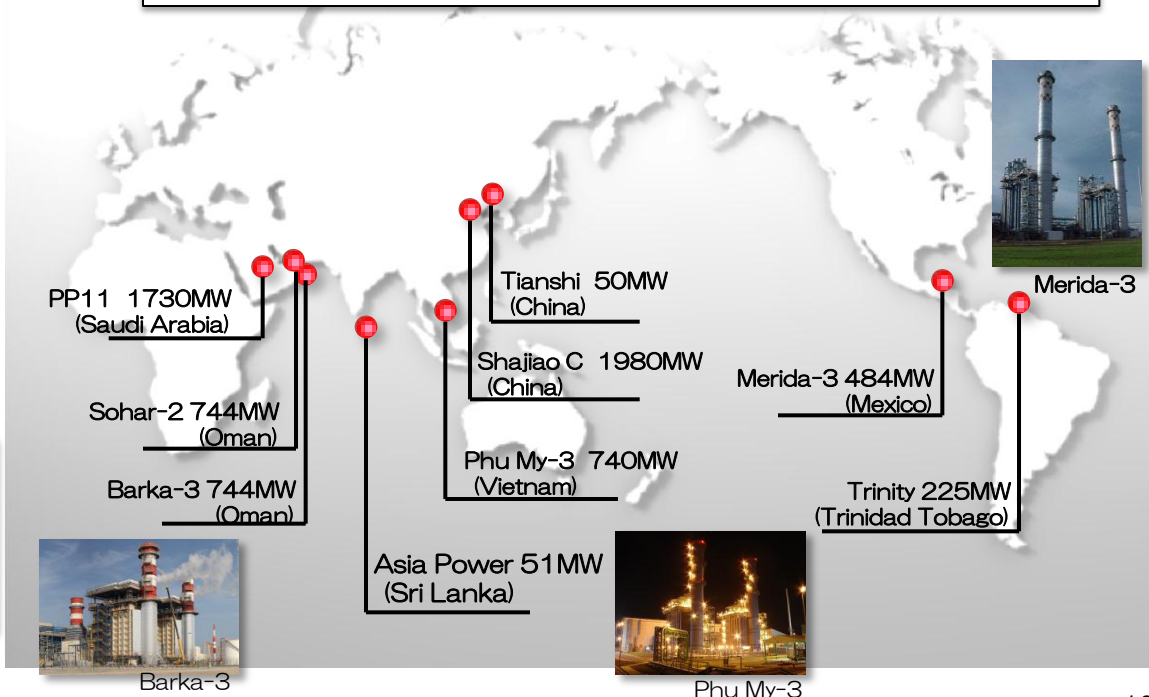 Merida-3
Tianshi 50MW
(China)
PP11 1730MW
(Saudi Arabia)
Shajiao C 1980MW
(China)
Merida-3 484MW
(Mexico)
Sohar-2 744MW
(Oman)
Phu My-3 740MW
(Vietnam)
Barka-3 744MW
(Oman)
Trinity 225MW
(Trinidad Tobago)
Asia Power 51MW
(Sri Lanka)
Barka-3
Phu My-3